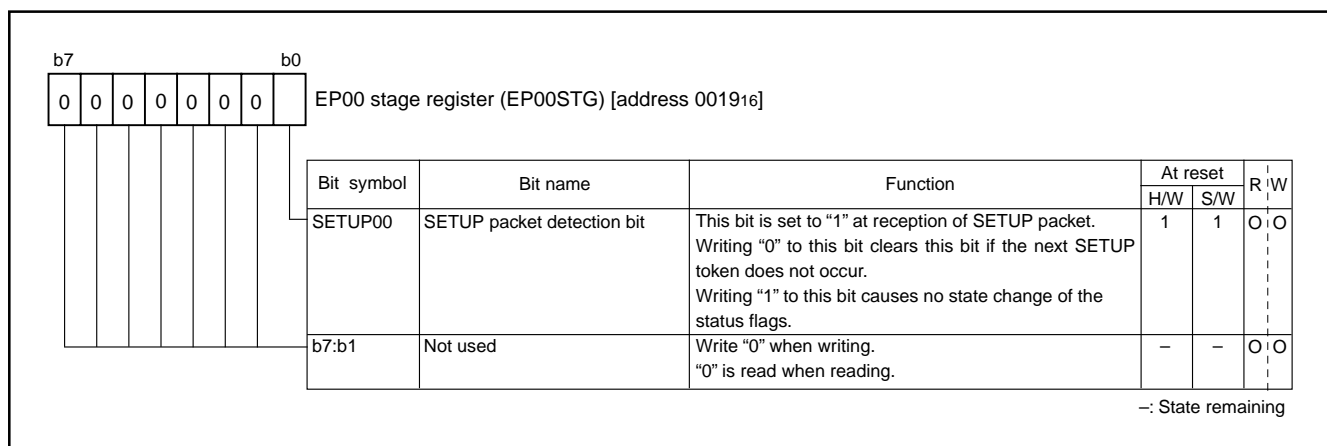 b7 b0
0 0 0 0 0 0 0
EP00 stage register (EP00STG) [address 0019₁₆]
Bit symbol Bit name Function At reset R W
H/W S/W
SETUP00 SETUP packet detection bit This bit is set to “1” at reception of SETUP packet. 1 1 O O
Writing “0” to this bit clears this bit if the next SETUP
token does not occur.
Writing “1” to this bit causes no state change of the
status flags.
b7:b1 Not used Write “0” when writing. – – O O
“0” is read when reading.
–: State remaining